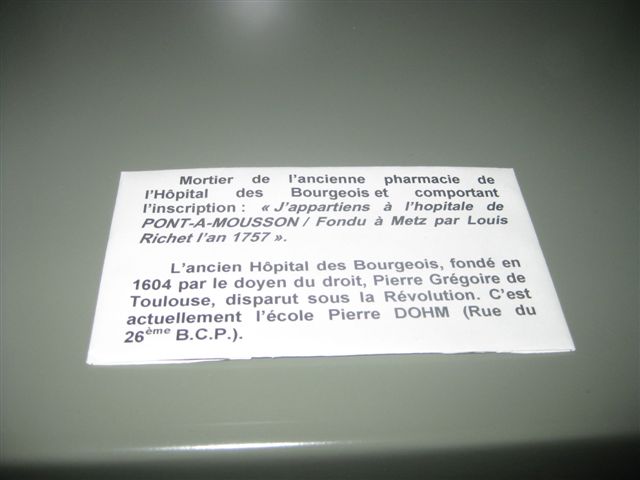 Mortier de l'ancienne pharmacie de
l'Hôpital des Bourgeois et comportant
l'inscription : « J'appartiens à l'hopitale de
PONT-A-MOUSSON / Fondu à Metz par Louis
Richet l'an 1757 ».
L'ancien Hôpital des Bourgeois, fondé en
1604 par le doyen du droit, Pierre Grégoire de
Toulouse, disparut sous la Révolution. C'est
actuellement l'école Pierre DOHM (Rue du
26ème B.C.P.).